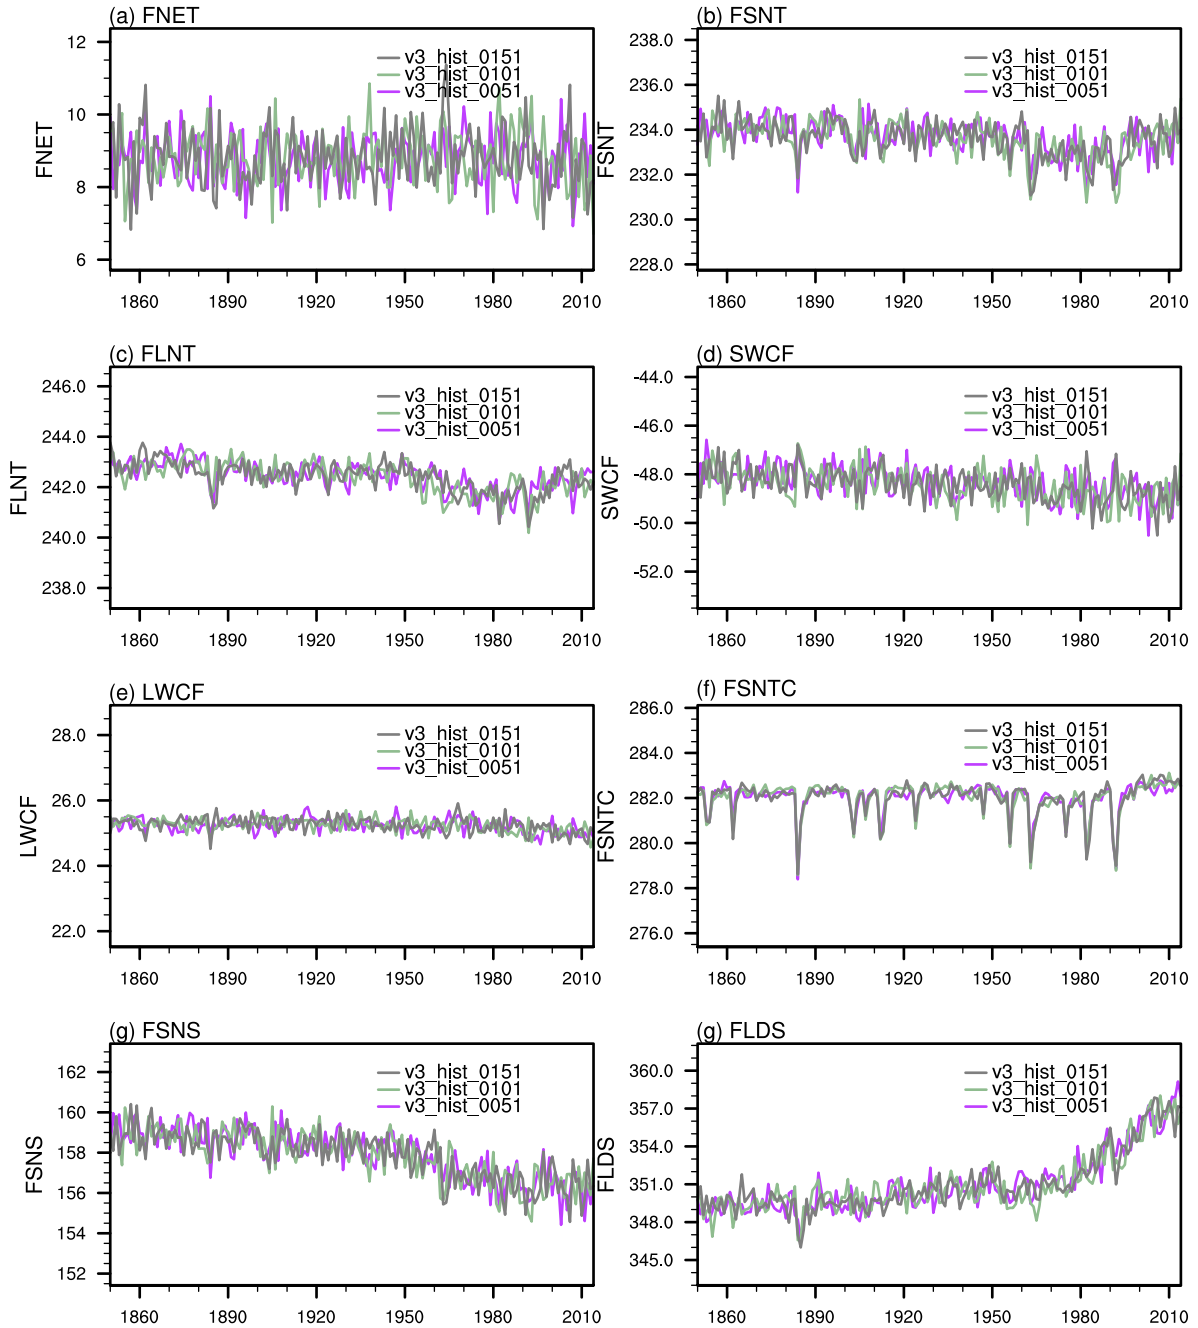 (a) FNET
12
10
8
6
FNET
v3_hist_0151
v3_hist_0101
v3_hist_0051
1860 1890 1920 1950 1980 2010
(b) FSNT
238.0
236.0
234.0
232.0
230.0
228.0
FSNT
v3_hist_0151
v3_hist_0101
v3_hist_0051
1860 1890 1920 1950 1980 2010
(c) FLNT
246.0
244.0
242.0
240.0
238.0
FLNT
v3_hist_0151
v3_hist_0101
v3_hist_0051
1860 1890 1920 1950 1980 2010
(d) SWCF
-44.0
-46.0
-48.0
-50.0
-52.0
SWCF
v3_hist_0151
v3_hist_0101
v3_hist_0051
1860 1890 1920 1950 1980 2010
(e) LWCF
28.0
26.0
24.0
22.0
LWCF
v3_hist_0151
v3_hist_0101
v3_hist_0051
1860 1890 1920 1950 1980 2010
(f) FSNTC
286.0
284.0
282.0
280.0
278.0
276.0
FSNTC
v3_hist_0151
v3_hist_0101
v3_hist_0051
1860 1890 1920 1950 1980 2010
(g) FSNS
162
160
158
156
154
152
FSNS
v3_hist_0151
v3_hist_0101
v3_hist_0051
1860 1890 1920 1950 1980 2010
(g) FLDS
360.0
357.0
354.0
351.0
348.0
345.0
FLDS
v3_hist_0151
v3_hist_0101
v3_hist_0051
1860 1890 1920 1950 1980 2010